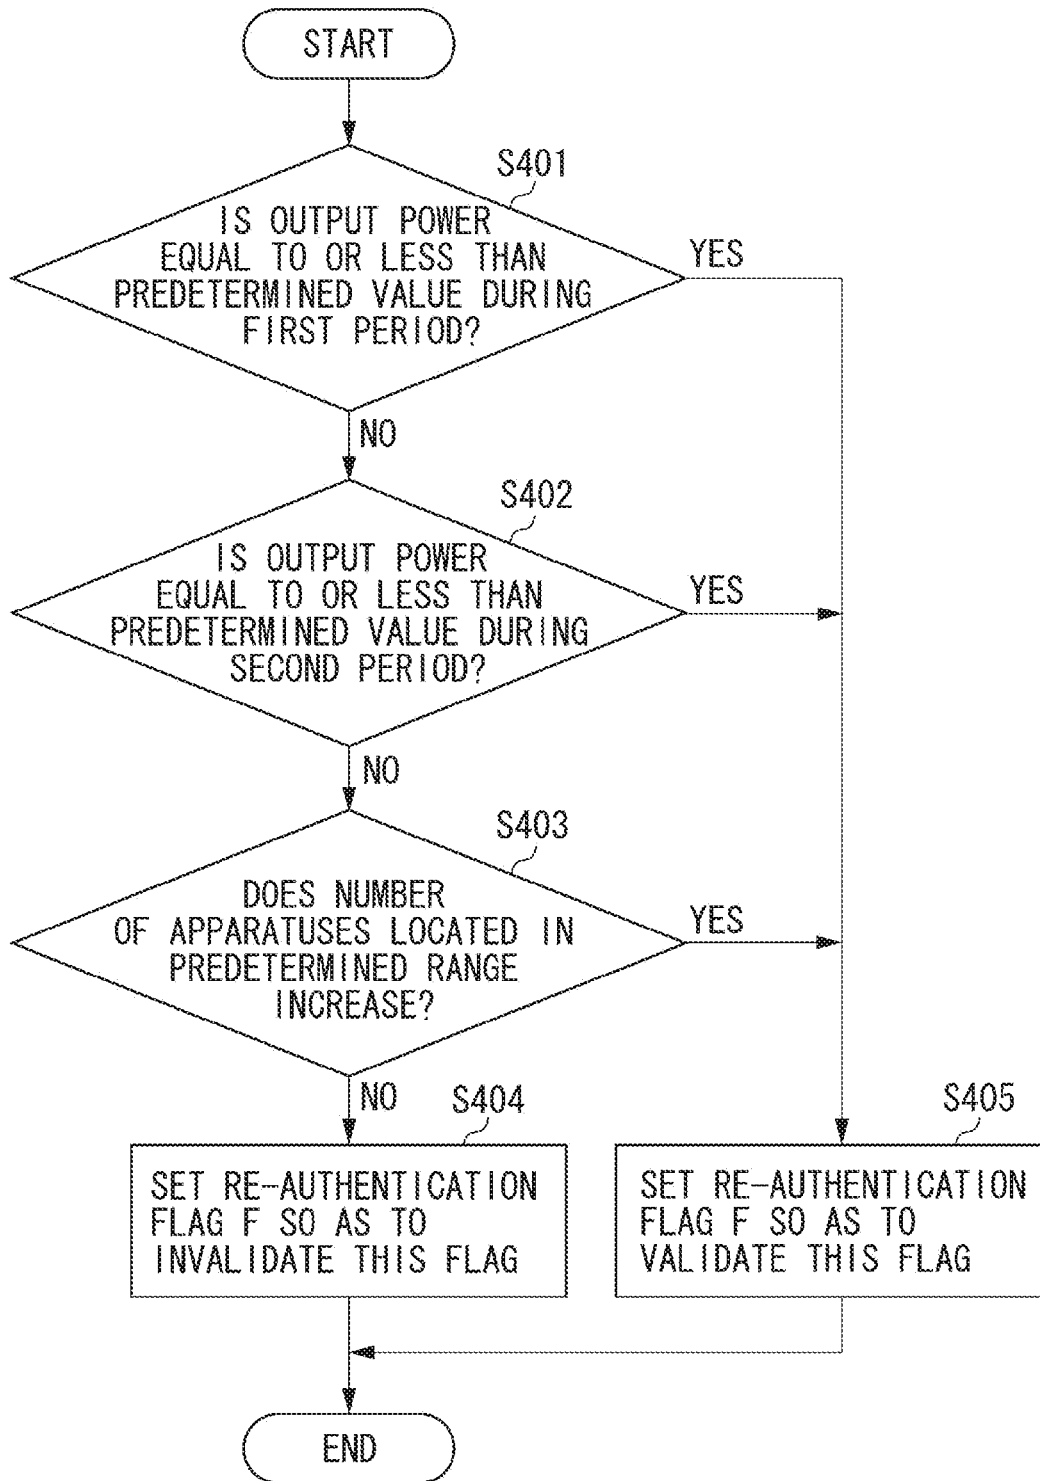 START
S401
IS OUTPUT POWER
EQUAL TO OR LESS THAN
PREDETERMINED VALUE DURING
FIRST PERIOD?
YES
NO
S402
IS OUTPUT POWER
EQUAL TO OR LESS THAN
PREDETERMINED VALUE DURING
SECOND PERIOD?
YES
NO
S403
DOES NUMBER
OF APPARATUSES LOCATED IN
PREDETERMINED RANGE
INCREASE?
YES
NO
S404
SET RE-AUTHENTICATION
FLAG F SO AS TO
INVALIDATE THIS FLAG
S405
SET RE-AUTHENTICATION
FLAG F SO AS TO
VALIDATE THIS FLAG
END